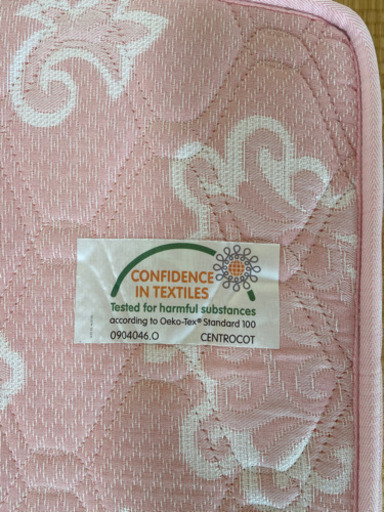 CONFIDENCE
IN TEXTILES
Tested for harmful substances
according to Oeko-Tex® Standard 100
0904046.O CENTROCOT